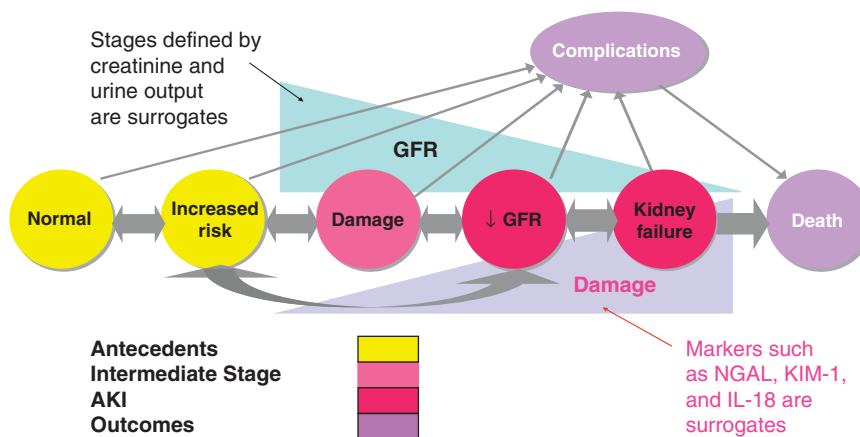 Stages defined by
creatinine and
urine output
are surrogates
Complications
GFR
Normal
Increased
risk
Damage
↓ GFR
Kidney
failure
Death
Damage
Antecedents
Intermediate Stage
AKI
Outcomes
Markers such
as NGAL, KIM-1,
and IL-18 are
surrogates